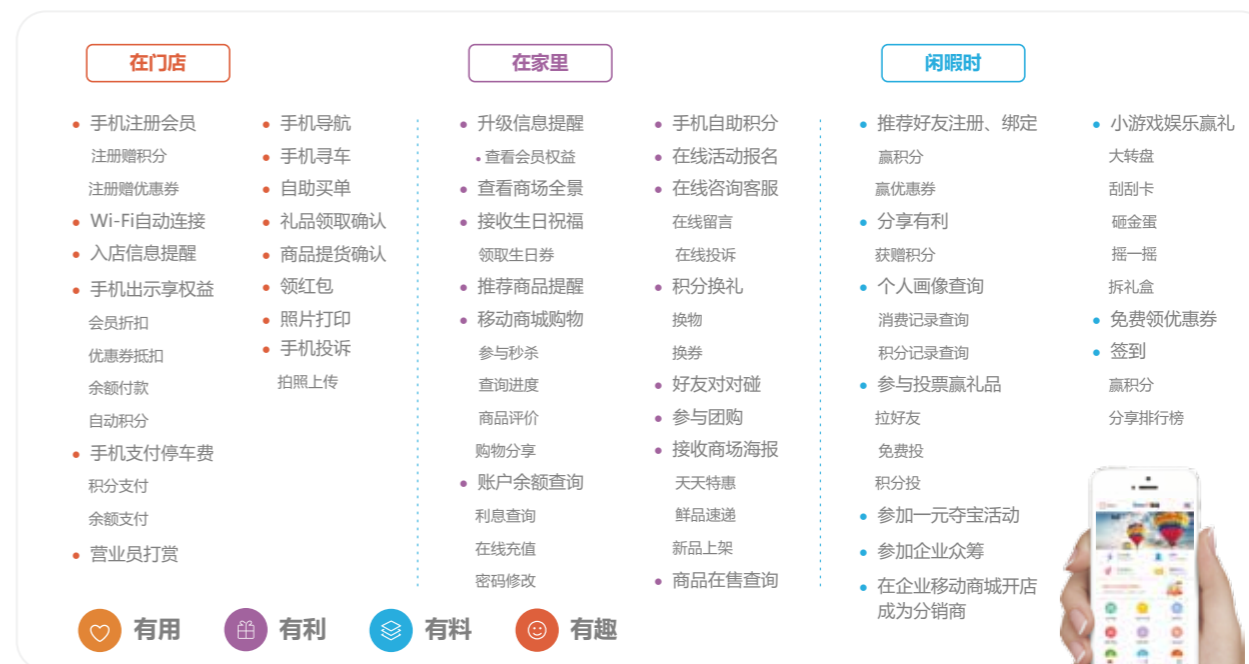 在门店
手机注册会员
注册赠积分
注册赠优惠券
Wi-Fi自动连接
入店信息提醒
手机出示享权益
会员折扣
优惠券抵扣
余额付款
自动积分
手机支付停车费
积分支付
余额支付
营业员打赏
手机导航
手机寻车
自助买单
礼品领取确认
商品提货确认
领红包
照片打印
手机投诉
拍照上传
在家里
升级信息提醒
查看会员权益
查看商场全景
接收生日祝福
领取生日券
推荐商品提醒
移动商城购物
参与秒杀
查询进度
商品评价
购物分享
账户余额查询
利息查询
在线充值
密码修改
手机自助积分
在线活动报名
在线咨询客服
在线留言
在线投诉
积分换礼
换物
换券
好友对对碰
参与团购
接收商场海报
天天特惠
鲜品速递
新品上架
商品在售查询
闲暇时
推荐好友注册、绑定
赢积分
赢优惠券
分享有利
获赠积分
个人画像查询
消费记录查询
积分记录查询
参与投票赢礼品
拉好友
免费投
积分投
参加一元夺宝活动
参加企业众筹
在企业移动商城开店
成为分销商
小游戏娱乐赢礼
大转盘
刮刮卡
砸金蛋
摇一摇
拆礼盒
免费领优惠券
签到
赢积分
分享排行榜
有用
有利
有料
有趣